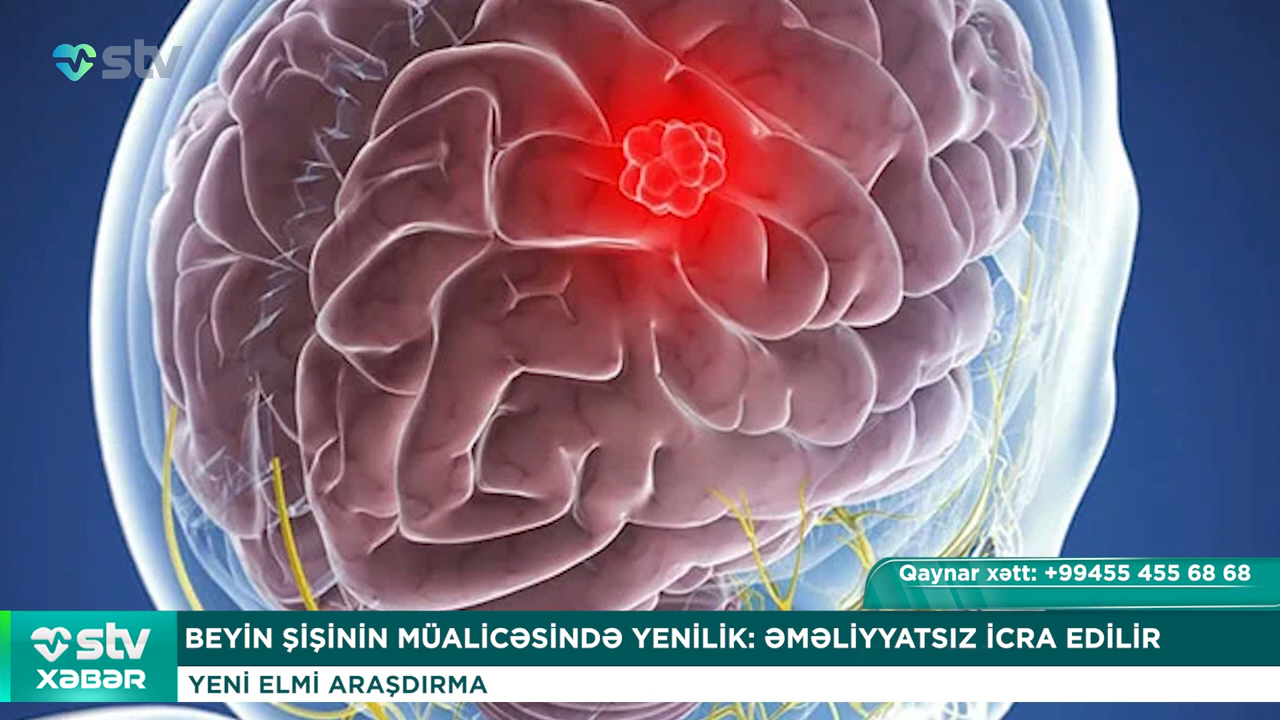 stv
Qaynar xətt: +99455 455 68 68
stv
XƏBƏR
BEYİN ŞİŞİNİN MÜALİCƏSİNDƏ YENİLİK: ƏMƏLİYYATSIZ İCRA EDİLİR
YENİ ELMİ ARAŞDIRMA